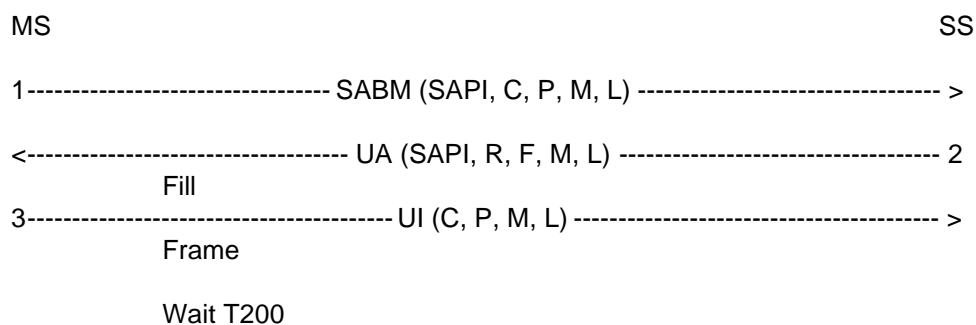 MS SS
1---------------------------------- SABM (SAPI, C, P, M, L) ---------------------------------- >
<------------------------------------ UA (SAPI, R, F, M, L) ------------------------------------ 2
Fill
3----------------------------------------- UI (C, P, M, L) ----------------------------------------- >
Frame
Wait T200